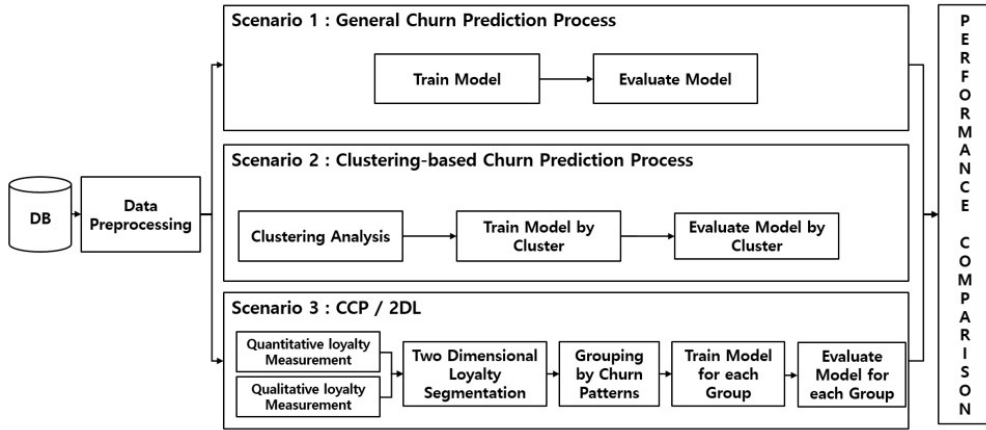 DB
Data
Preprocessing
Scenario 1 : General Churn Prediction Process
Train Model
Evaluate Model
Scenario 2 : Clustering-based Churn Prediction Process
Clustering Analysis
Train Model by
Cluster
Evaluate Model by
Cluster
Scenario 3 : CCP / 2DL
Quantitative loyalty
Measurement
Qualitative loyalty
Measurement
Two Dimensional
Loyalty
Segmentation
Grouping
by Churn
Patterns
Train Model
for each
Group
Evaluate
Model for
each Group
PERFORMANCE COMPARISON